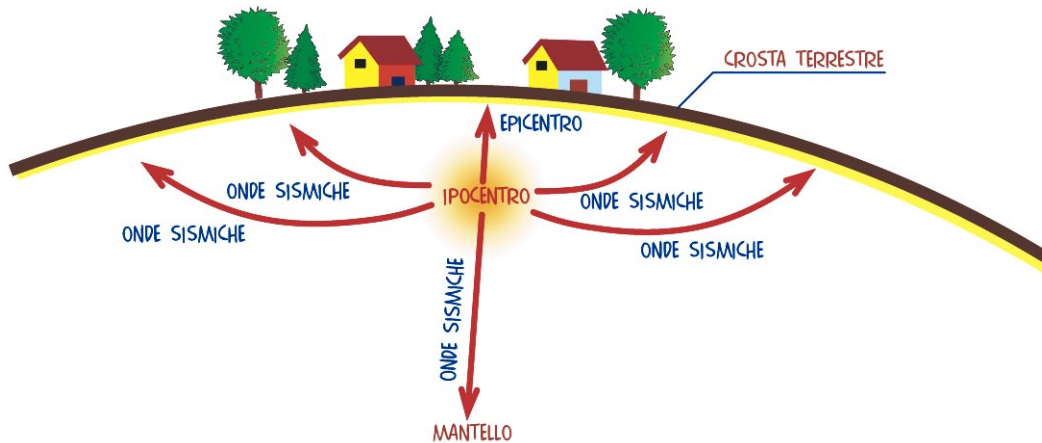 CROSTA TERRESTRE
EPICENTRO
ONDE SISMICHE
IPOCENTRO
ONDE SISMICHE
ONDE SISMICHE
ONDE SISMICHE
ONDE SISMICHE
MANTELLO